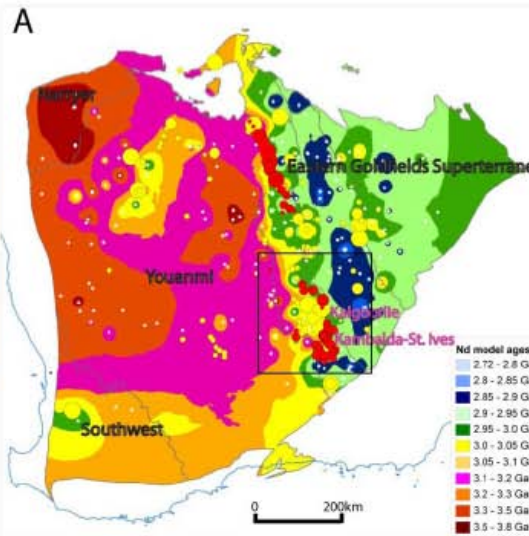 A
Narryer
Eastern Goldfields Superterrane
Youanmi
Kalgoorlie
Kambalda-St. Ives
Southwest
Nd model ages
2.72 - 2.8 G
2.8 - 2.85 G
2.85 - 2.9 G
2.9 - 2.95 G
2.95 - 3.0 G
3.0 - 3.05 G
3.05 - 3.1 G
3.1 - 3.2 Ga
3.2 - 3.3 Ga
3.3 - 3.5 Ga
3.5 - 3.8 Ga
0 200km